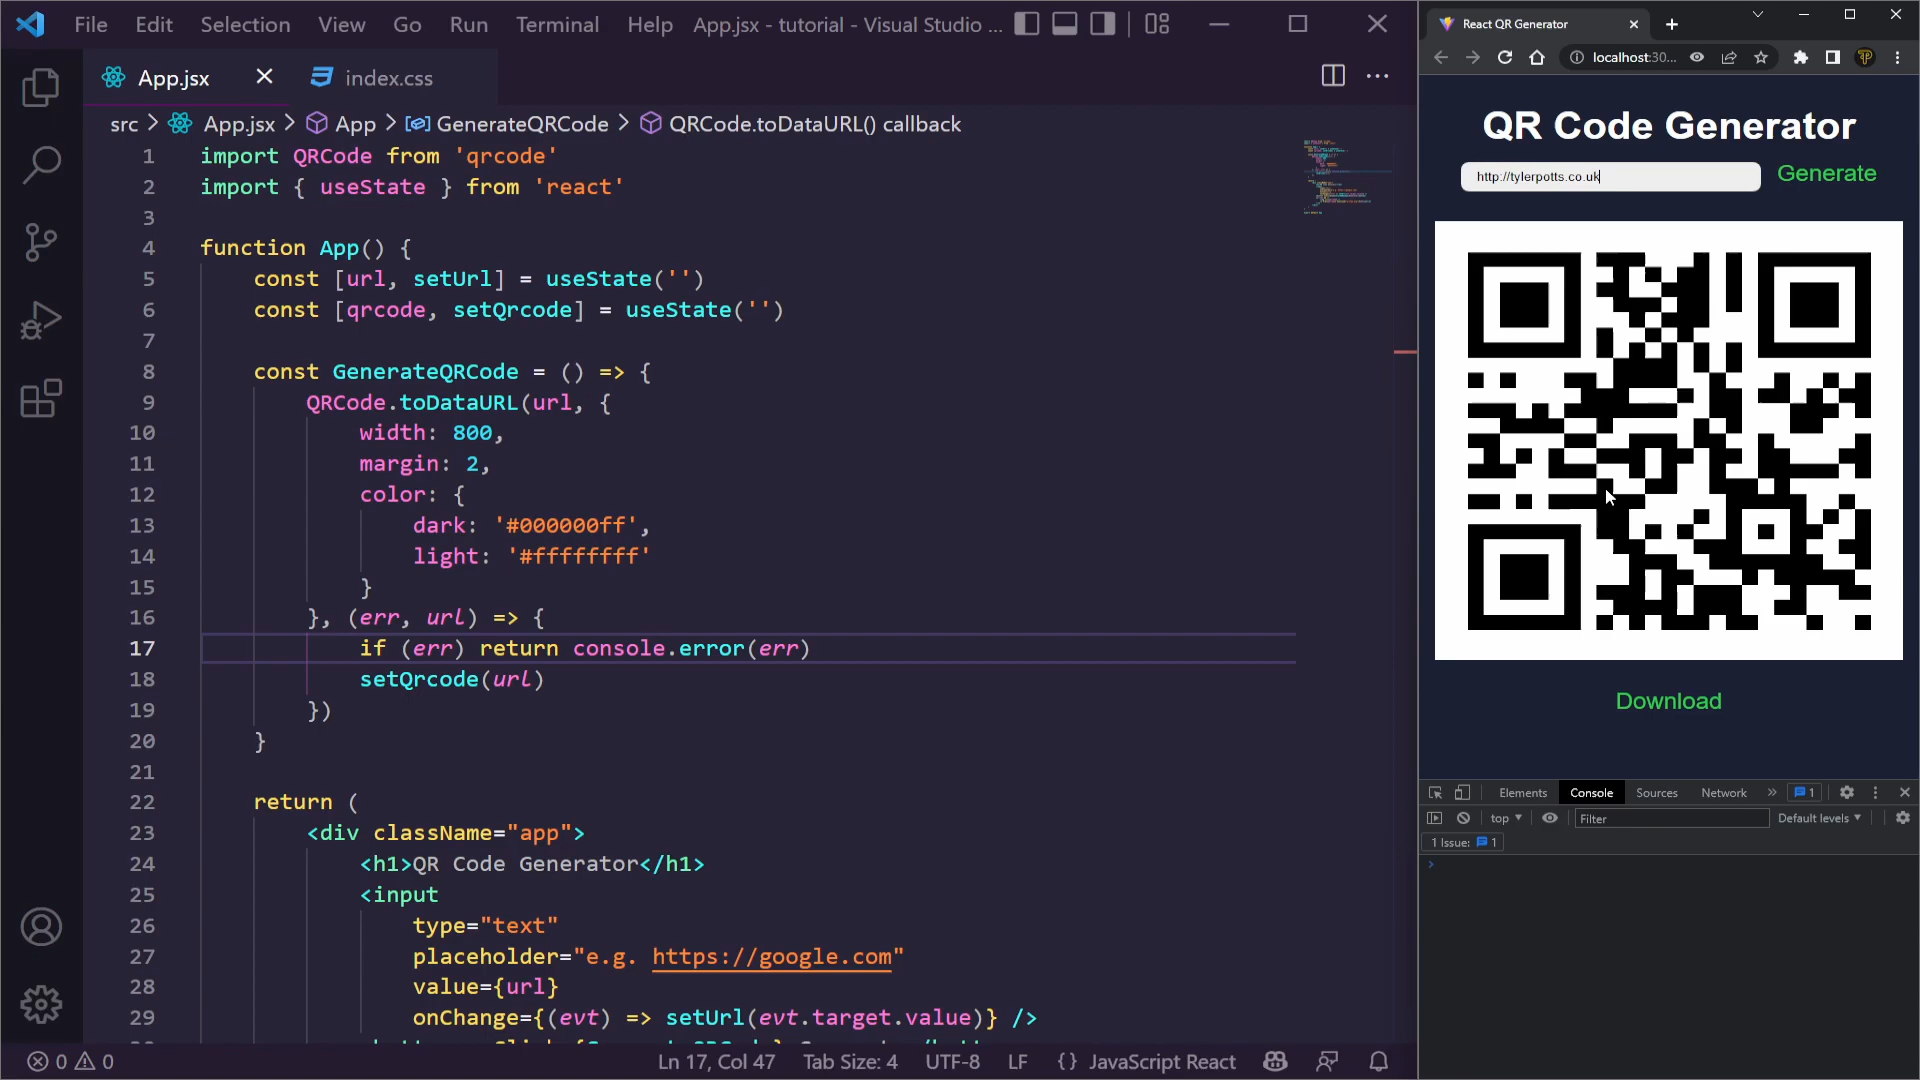 File Edit Selection View Go Run Terminal Help App.jsx - tutorial - Visual Studio ...
App.jsx index.css
src > App.jsx > App > GenerateQRCode > QRCode.toDataURL() callback
1 import QRCode from 'qrcode'
2 import { useState } from 'react'
3
4 function App() {
5 const [url, setUrl] = useState('')
6 const [qrcode, setQrcode] = useState('')
7
8 const GenerateQRCode = () => {
9 QRCode.toDataURL(url, {
10 width: 800,
11 margin: 2,
12 color: {
13 dark: '#000000ff',
14 light: '#ffffffff'
15 }
16 }, (err, url) => {
17 if (err) return console.error(err)
18 setQrcode(url)
19 })
20 }
21
22 return (
23 <div className="app">
24 <h1>QR Code Generator</h1>
25 <input
26 type="text"
27 placeholder="e.g. https://google.com"
28 value={url}
29 onChange={(evt) => setUrl(evt.target.value)} />
0 0 Ln 17, Col 47 Tab Size: 4 UTF-8 LF {} JavaScript React
React QR Generator
localhost:30...
QR Code Generator
http://tylerpotts.co.uk Generate
Download
Elements Console Sources Network » 1
top Filter Default levels
1 Issue: 1